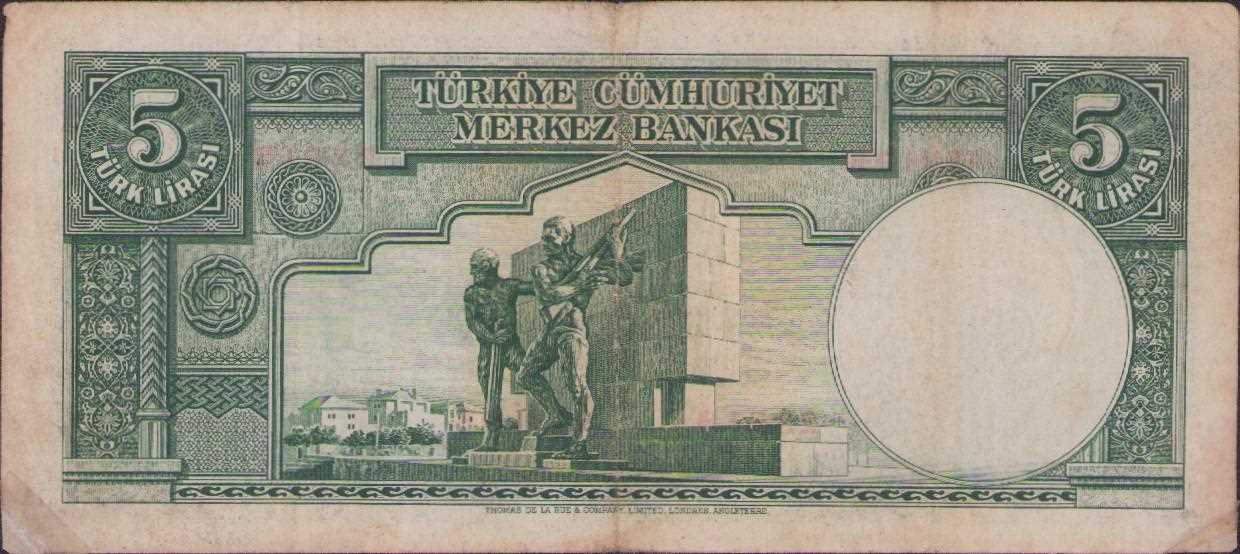 TÜRKİYE CÜMHURİYET
MERKEZ BANKASI
5
TÜRK LİRASI
5
TÜRK LİRASI
THOMAS DE LA RUE & COMPANY, LIMITED, LONDRES, ANGLETERRE.